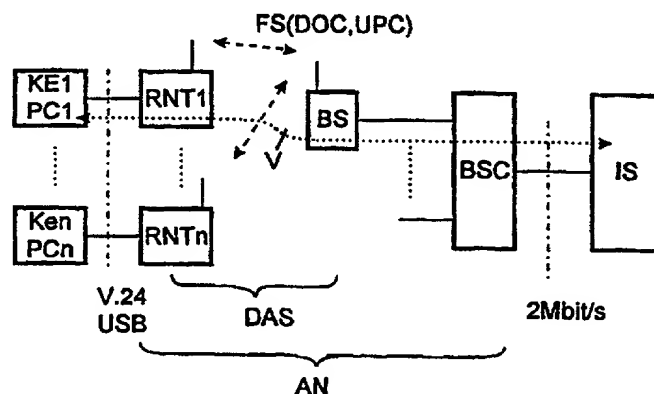 FS(DOC,UPC)
KE1
PC1
RNT1
BS
V
BSC
IS
Ken
PCn
RNTn
V.24
USB
DAS
2Mbit/s
AN